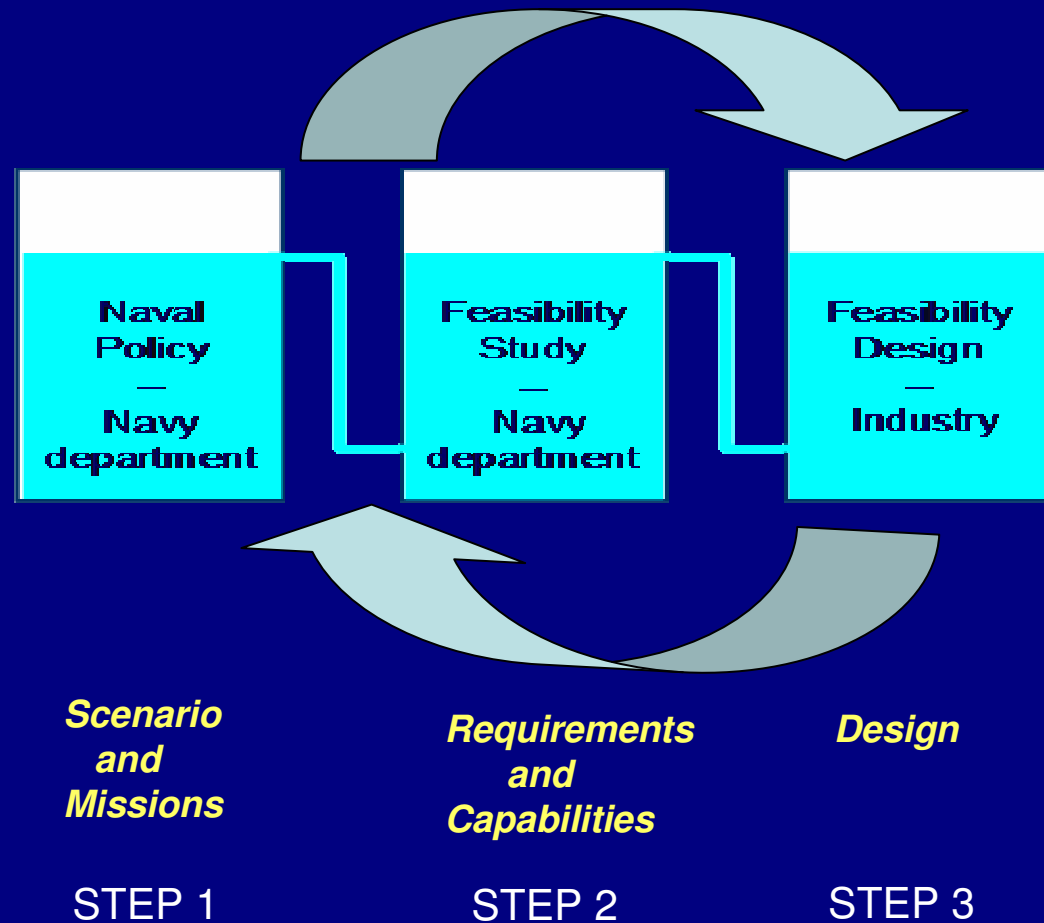 Naval
Policy
—
Navy
department
Feasibility
Study
—
Navy
department
Feasibility
Design
—
Industry
Scenario
and
Missions
Requirements
and
Capabilities
Design
STEP 1
STEP 2
STEP 3